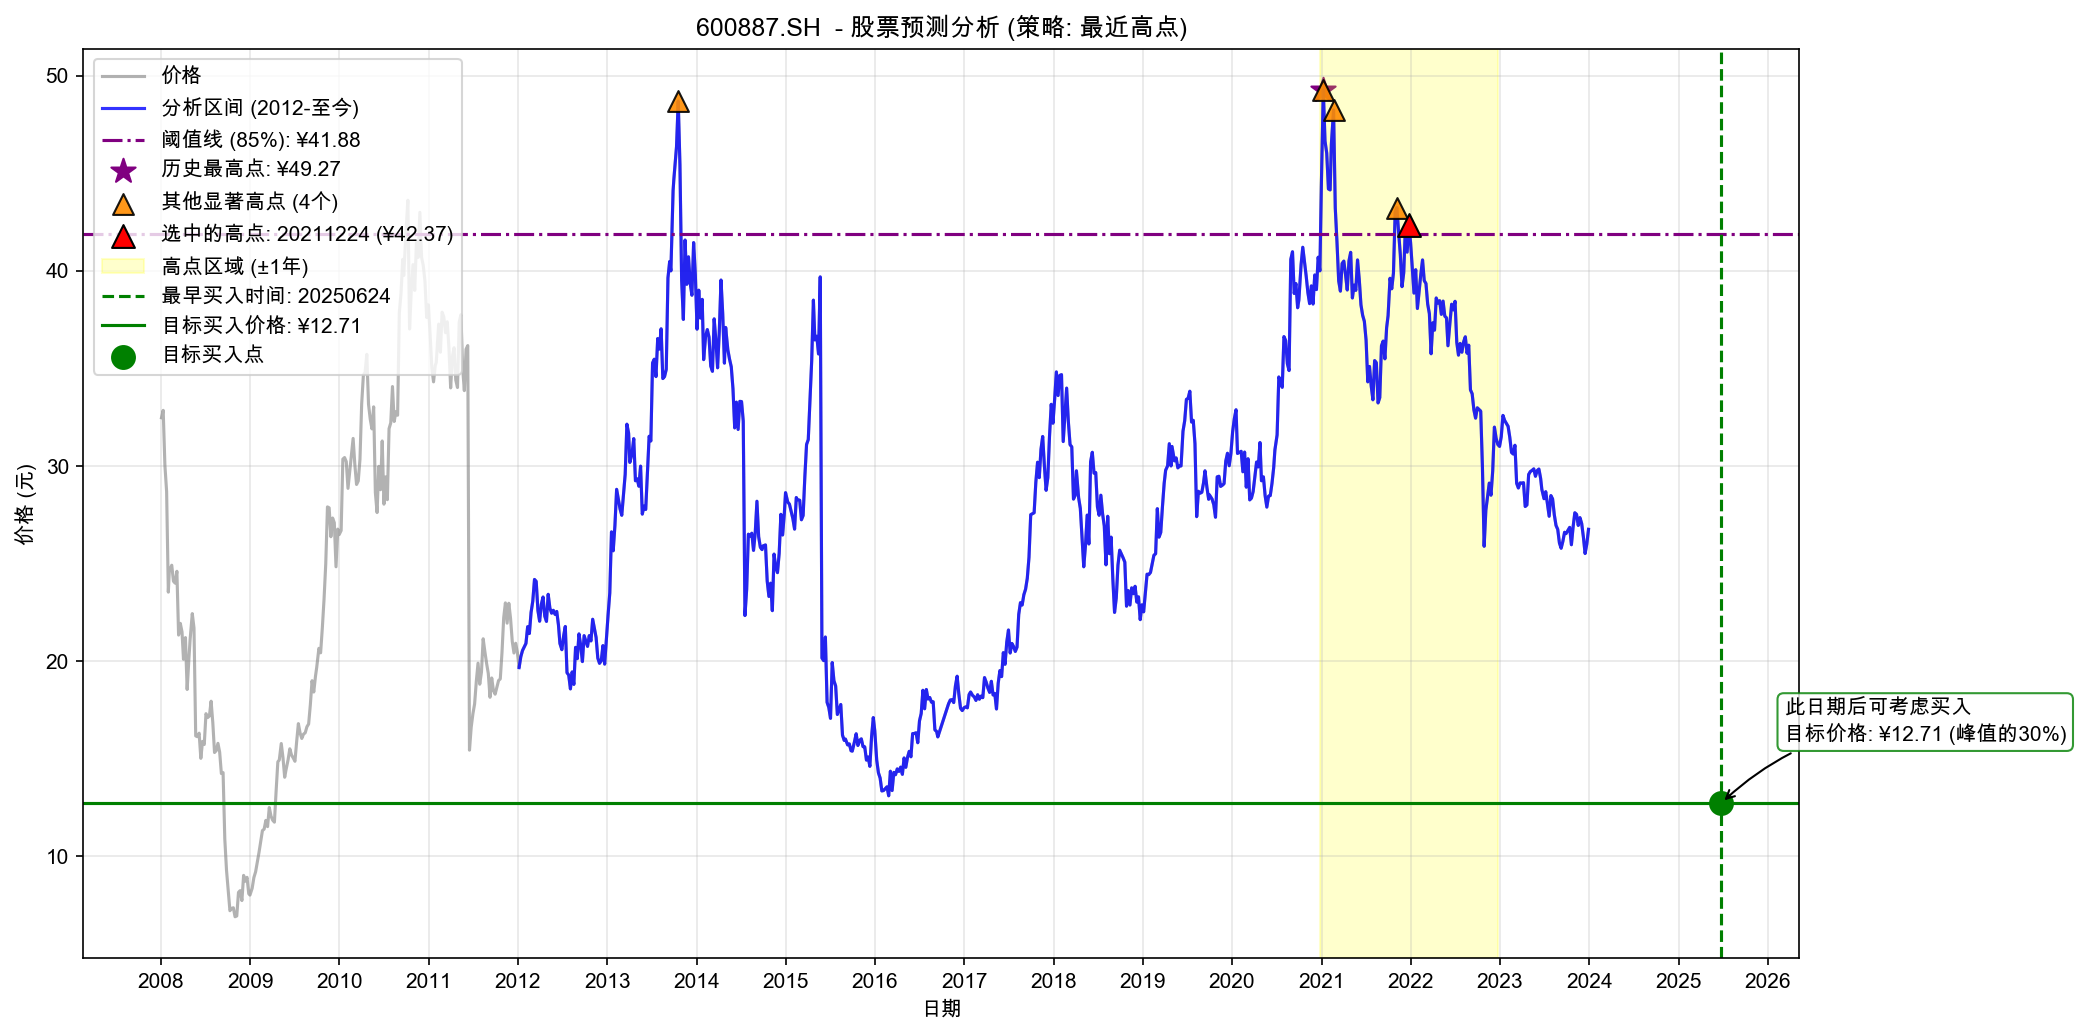 600887.SH - 股票预测分析 (策略: 最近高点)
价格
分析区间 (2012-至今)
阈值线 (85%): ¥41.88
历史最高点: ¥49.27
其他显著高点 (4个)
选中的高点: 20211224 (¥42.37)
高点区域 (±1年)
最早买入时间: 20250624
目标买入价格: ¥12.71
目标买入点
价格 (元)
50
40
30
20
10
此日期后可考虑买入
目标价格: ¥12.71 (峰值的30%)
2008 2009 2010 2011 2012 2013 2014 2015 2016 2017 2018 2019 2020 2021 2022 2023 2024 2025 2026
日期